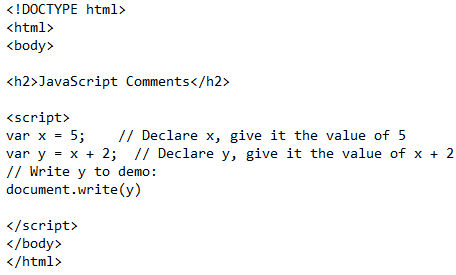 <!DOCTYPE html>
<html>
<body>
<h2>JavaScript Comments</h2>
<script>
var x = 5;    // Declare x, give it the value of 5
var y = x + 2;  // Declare y, give it the value of x + 2
// Write y to demo:
document.write(y)
</script>
</body>
</html>